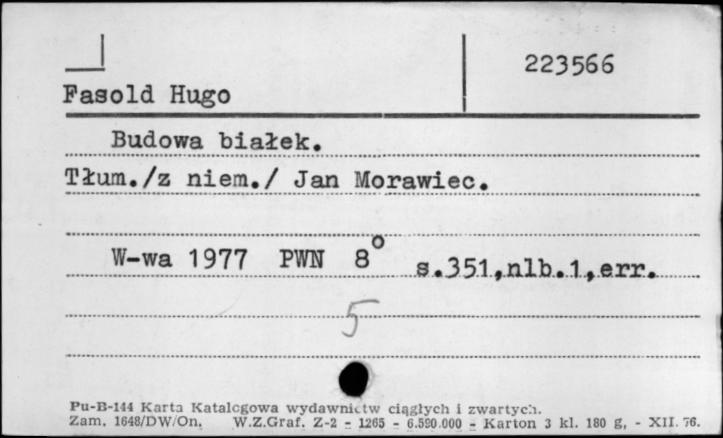 223566
Fasold Hugo
Budowa białek.
Tłum./z niem./ Jan Morawiec.
W-wa 1977 PWN 8° s.351,nlb.1,err.
5
Pu-B-144 Karta Katalogowa wydawnictw ciągłych i zwartych.
Zam. 1648/DW/On. W.Z.Graf. Z-2 - 1265 - 6.590.000 - Karton 3 kl. 180 g, - XII. 76.